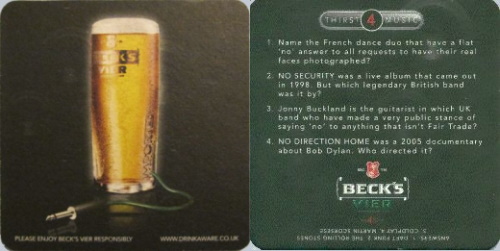 BECK'S
VIER
PLEASE ENJOY BECK'S VIER RESPONSIBLY
WWW.DRINKAWARE.CO.UK
THIRST 4 MUSIC
1. Name the French dance duo that have a flat
'no' answer to all requests to have their real
faces photographed?
2. NO SECURITY was a live album that came out
in 1998. But which legendary British band
was it by?
3. Jonny Buckland is the guitarist in which UK
band who have made a very public stance of
saying 'no' to anything that isn't Fair Trade?
4. NO DIRECTION HOME was a 2005 documentary
about Bob Dylan. Who directed it?
BECK'S
VIER
4
ANSWERS: 1. DAFT PUNK 2. THE ROLLING STONES
3. COLDPLAY 4. MARTIN SCORSESE